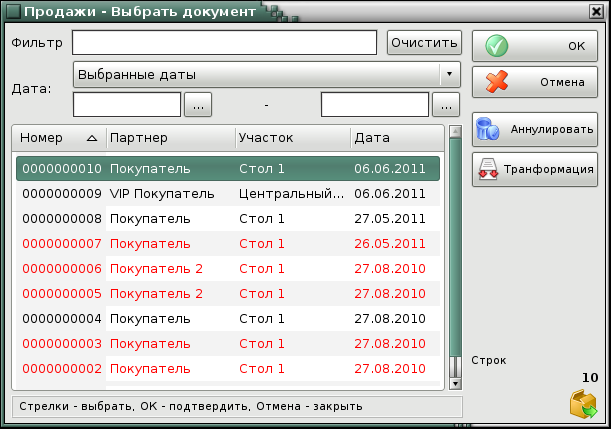 Продажи - Выбрать документ
Фильтр Очистить OK
Выбранные даты Отмена
Дата:
... - ...
Аннулировать
Номер Партнер Участок Дата
Транформация
0000000010 Покупатель Стол 1 06.06.2011
0000000009 VIP Покупатель Центральный... 06.06.2011
0000000008 Покупатель Стол 1 27.05.2011
0000000007 Покупатель Стол 1 26.05.2011
0000000006 Покупатель 2 Стол 1 27.08.2010
0000000005 Покупатель 2 Стол 1 27.08.2010
0000000004 Покупатель Стол 1 27.08.2010
0000000003 Покупатель Стол 1 27.08.2010
0000000002 Покупатель Стол 1 27.08.2010
Строк
10
Стрелки - выбрать, ОК - подтвердить, Отмена - закрыть